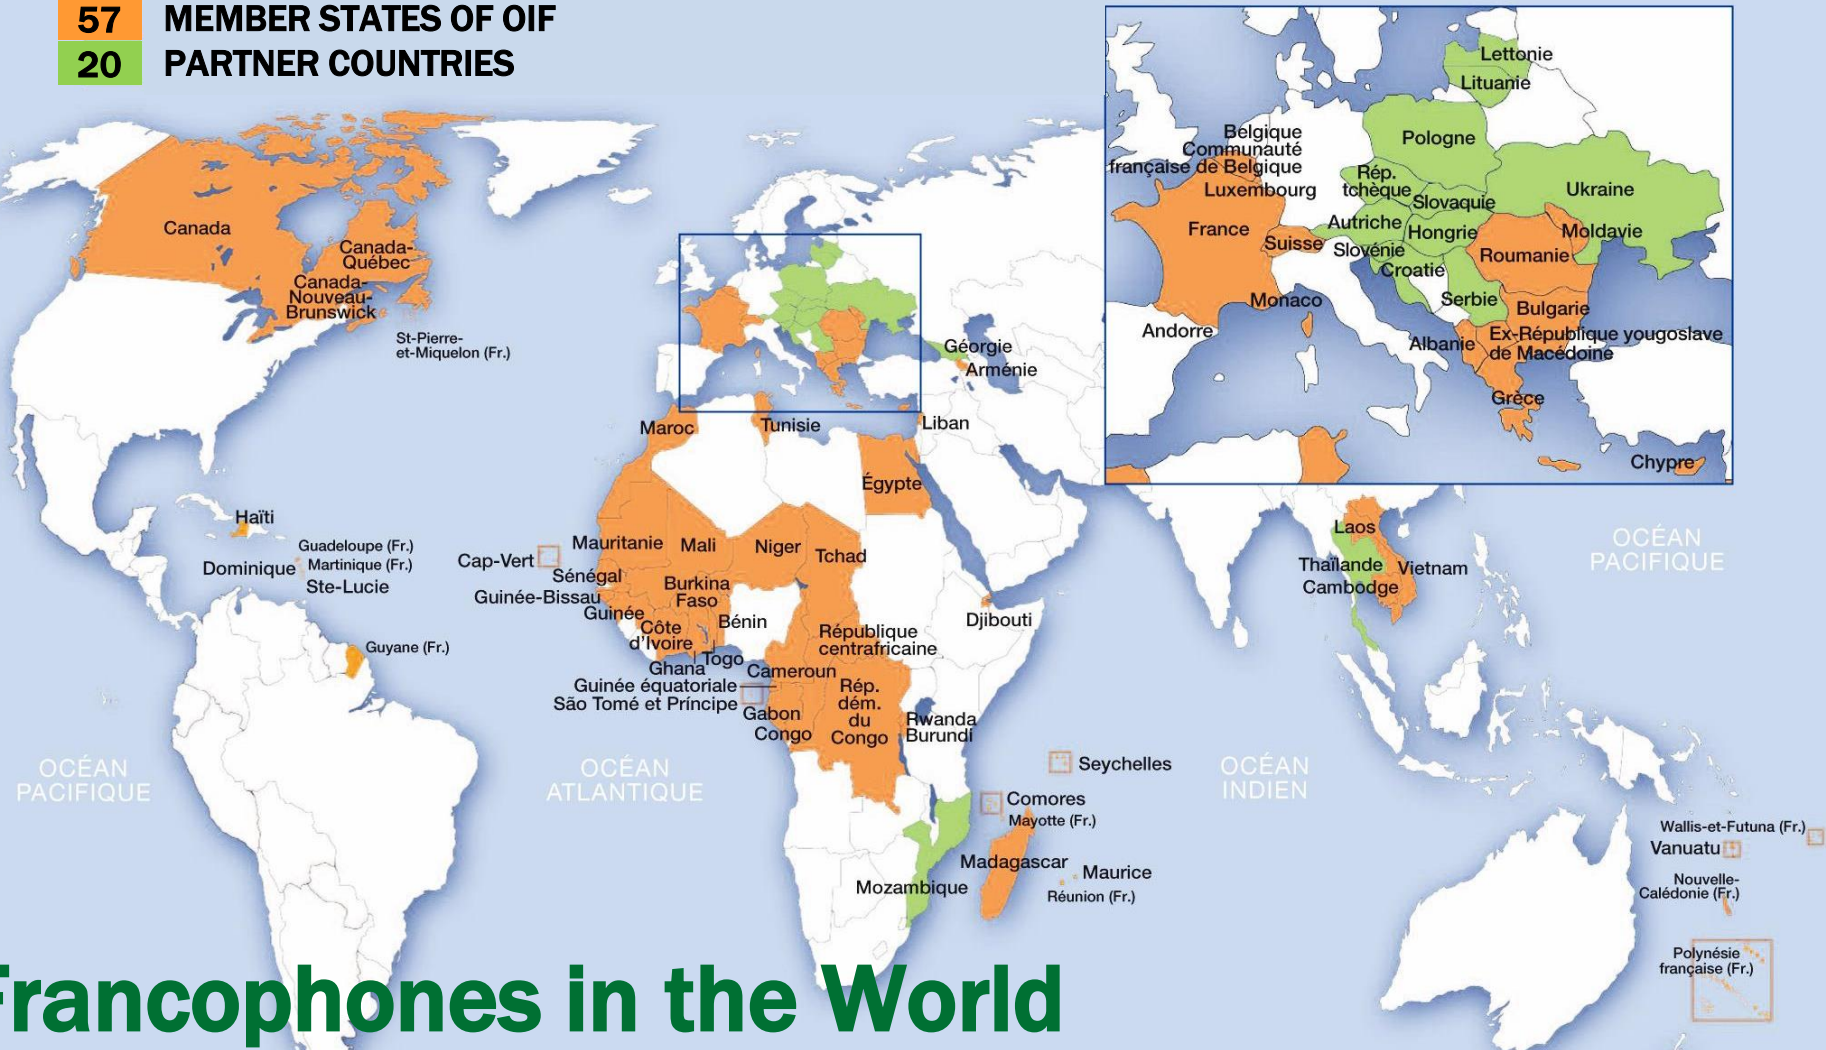 57 MEMBER STATES OF OIF
20 PARTNER COUNTRIES
Lettonie
Lituanie
Belgique
Communauté
française de Belgique
Luxembourg
Pologne
Rép.
tchèque
Slovaquie
Ukraine
France
Suisse
Autriche
Hongrie
Moldavie
Slovénie
Roumanie
Croatie
Monaco
Serbie
Bulgarie
Andorre
Albanie
Ex-République yougoslave
de Macédoine
Grèce
Chypre
Canada
Canada-
Québec
Canada-
Nouveau-
Brunswick
St-Pierre-
et-Miquelon (Fr.)
Géorgie
Arménie
Maroc
Tunisie
Liban
Égypte
Haïti
Guadeloupe (Fr.)
Dominique
Martinique (Fr.)
Ste-Lucie
Guyane (Fr.)
Cap-Vert
Mauritanie
Mali
Niger
Tchad
Sénégal
Guinée-Bissau
Guinée
Burkina
Faso
Côte
d'Ivoire
Bénin
Togo
Ghana
Cameroun
République
centrafricaine
Djibouti
Guinée équatoriale
São Tomé et Príncipe
Gabon
Congo
Rép.
dém.
du
Congo
Rwanda
Burundi
Laos
Thaïlande
Vietnam
Cambodge
OCÉAN
PACIFIQUE
OCÉAN
PACIFIQUE
OCÉAN
ATLANTIQUE
OCÉAN
INDIEN
Seychelles
Comores
Mayotte (Fr.)
Madagascar
Maurice
Réunion (Fr.)
Mozambique
Wallis-et-Futuna (Fr.)
Vanuatu
Nouvelle-
Calédonie (Fr.)
Polynésie
française (Fr.)
Francophones in the World